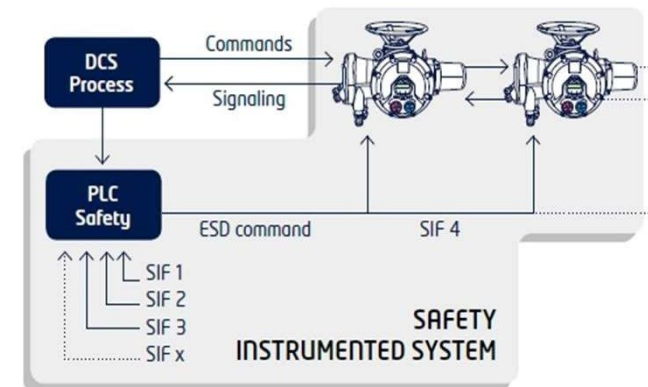 DCS
Process
Commands
Signaling
PLC
Safety
ESD command
SIF 4
SIF 1
SIF 2
SIF 3
SIF x
SAFETY
INSTRUMENTED SYSTEM